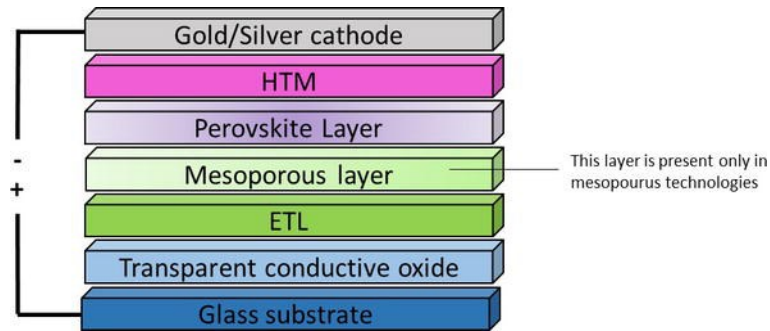 Gold/Silver cathode
HTM
Perovskite Layer
Mesoporous layer
This layer is present only in
mesopourus technologies
-
+
ETL
Transparent conductive oxide
Glass substrate